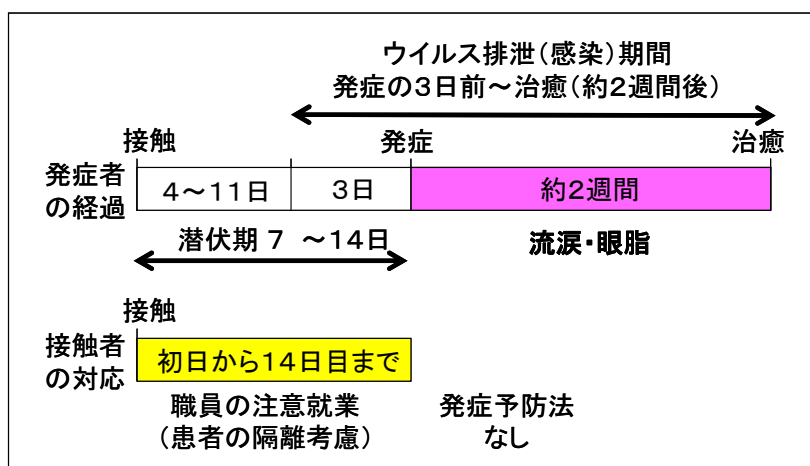 ウイルス排泄(感染)期間
発症の3日前~治癒(約2週間後)
接触
発症
治癒
発症者
の経過
4~11日
3日
約2週間
潜伏期 7 ~14日
流涙・眼脂
接触
接触者
の対応
初日から14日目まで
職員の注意就業
(患者の隔離考慮)
発症予防法
なし